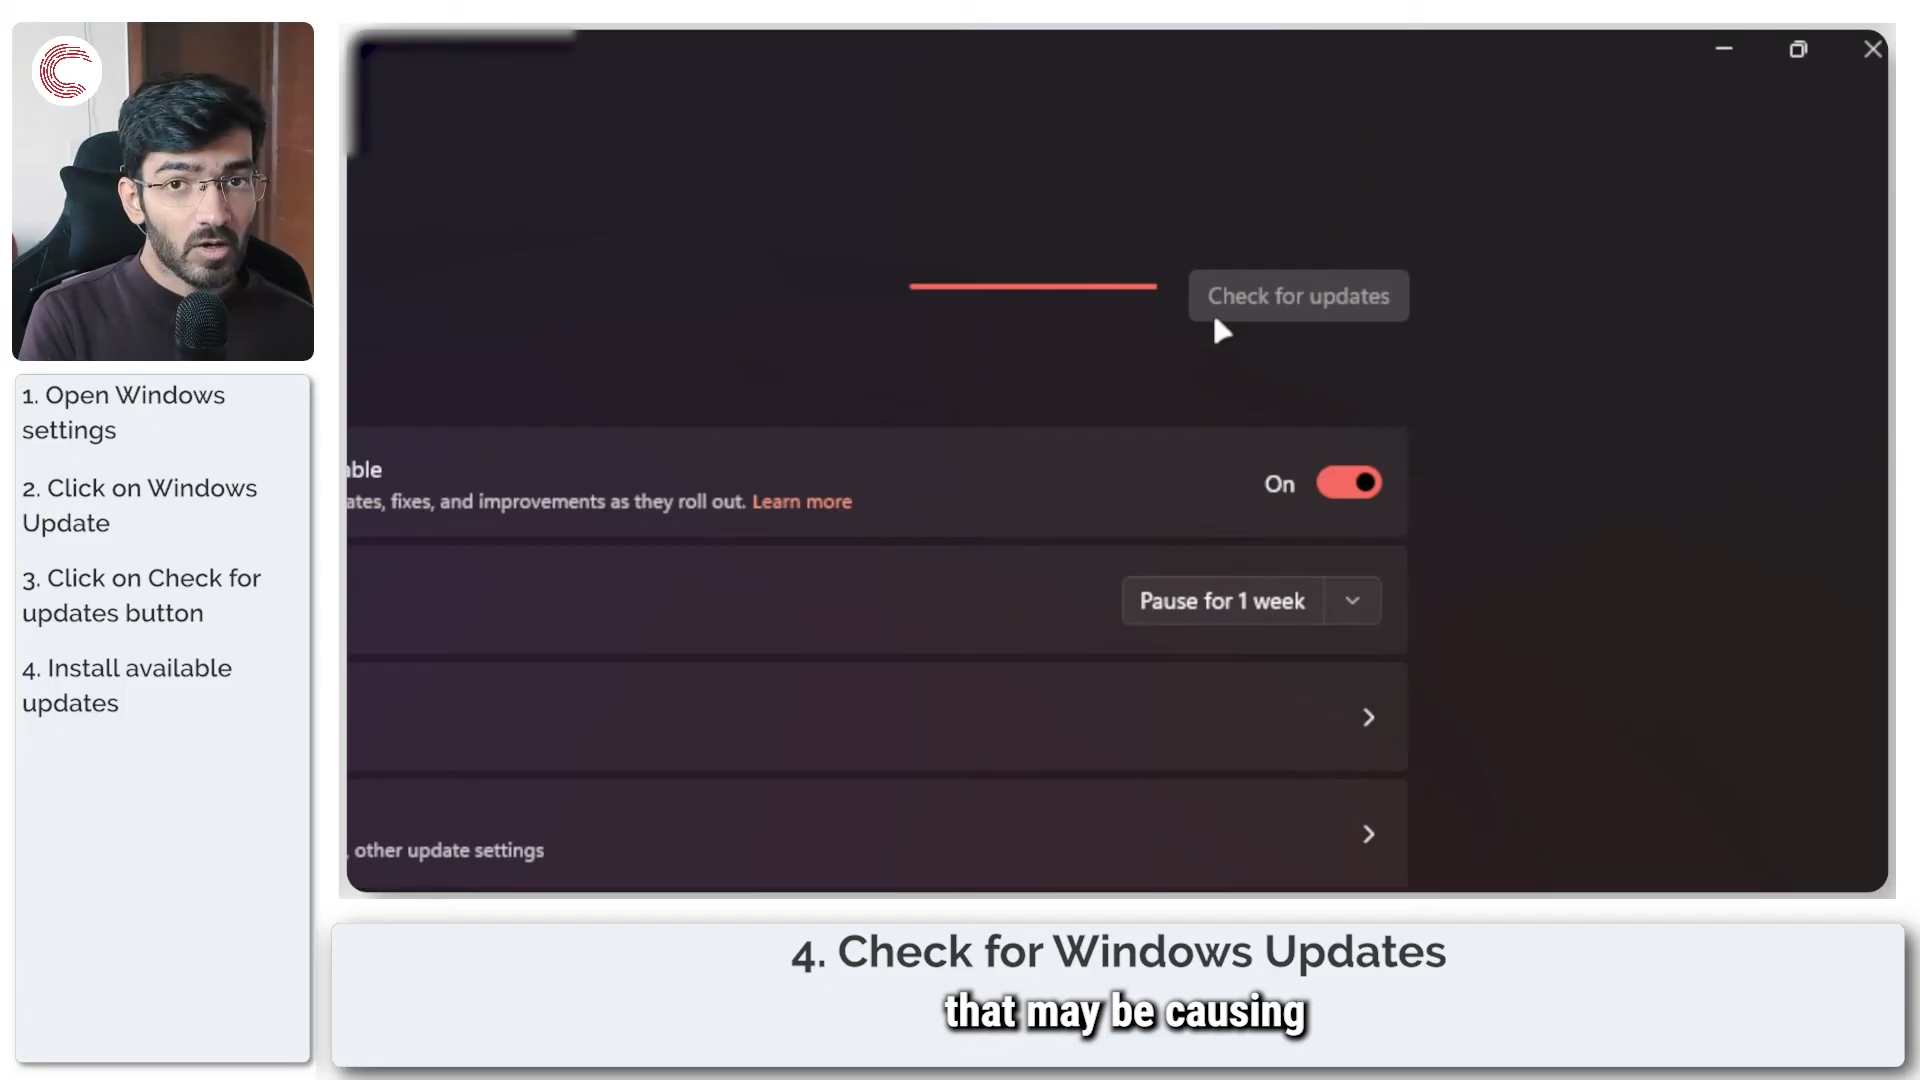 1. Open Windows
settings
2. Click on Windows
Update
3. Click on Check for
updates button
4. Install available
updates
Check for updates
able
ates, fixes, and improvements as they roll out. Learn more
On
Pause for 1 week
, other update settings
4. Check for Windows Updates
that may be causing